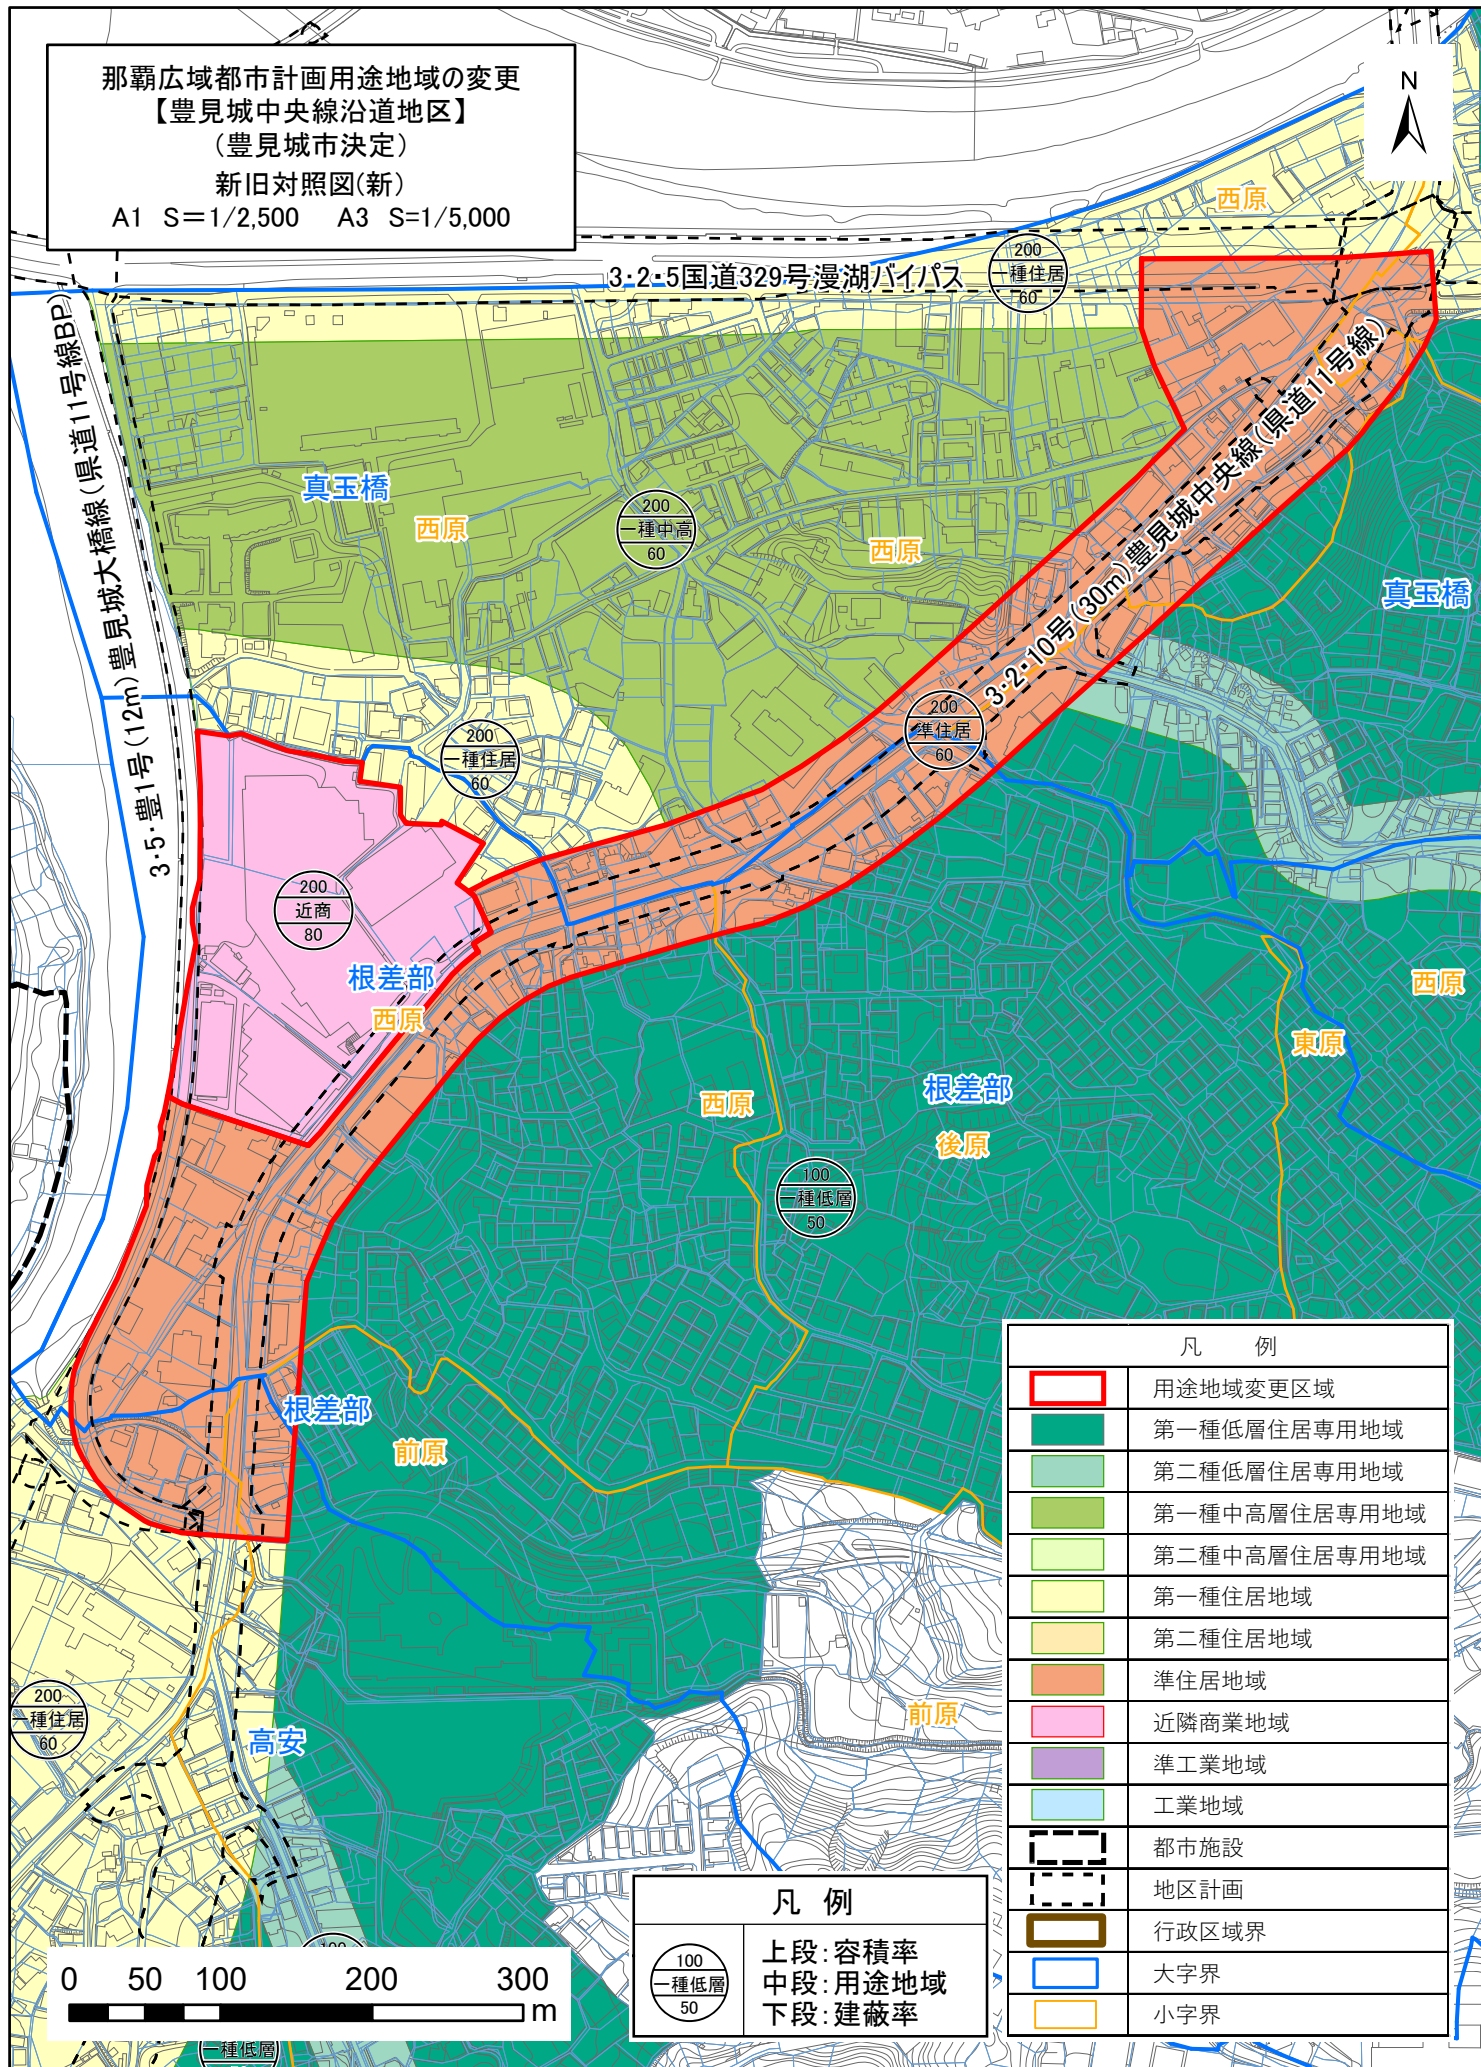 那覇広域都市計画用途地域の変更
【豊見城中央線沿道地区】
(豊見城市決定)
新旧対照図(新)
A1 S＝1/2,500 A3 S=1/5,000
N
西原
3・2・5国道329号漫湖バイパス
200
一種住居
60
3・5・豊1号(12m)豊見城大橋線(県道11号線BP)
3・2・10号(30m)豊見城中央線(県道11号線)
真玉橋
西原
200
一種中高
60
西原
真玉橋
200
準住居
60
200
一種住居
60
200
近商
80
根差部
西原
西原
東原
西原
根差部
後原
100
一種低層
50
根差部
前原
200
一種住居
60
高安
前原
100
一種低層
0 50 100 200 300
m
凡 例
100
一種低層
50
上段:容積率
中段:用途地域
下段:建蔽率
凡 例
用途地域変更区域
第一種低層住居専用地域
第二種低層住居専用地域
第一種中高層住居専用地域
第二種中高層住居専用地域
第一種住居地域
第二種住居地域
準住居地域
近隣商業地域
準工業地域
工業地域
都市施設
地区計画
行政区域界
大字界
小字界